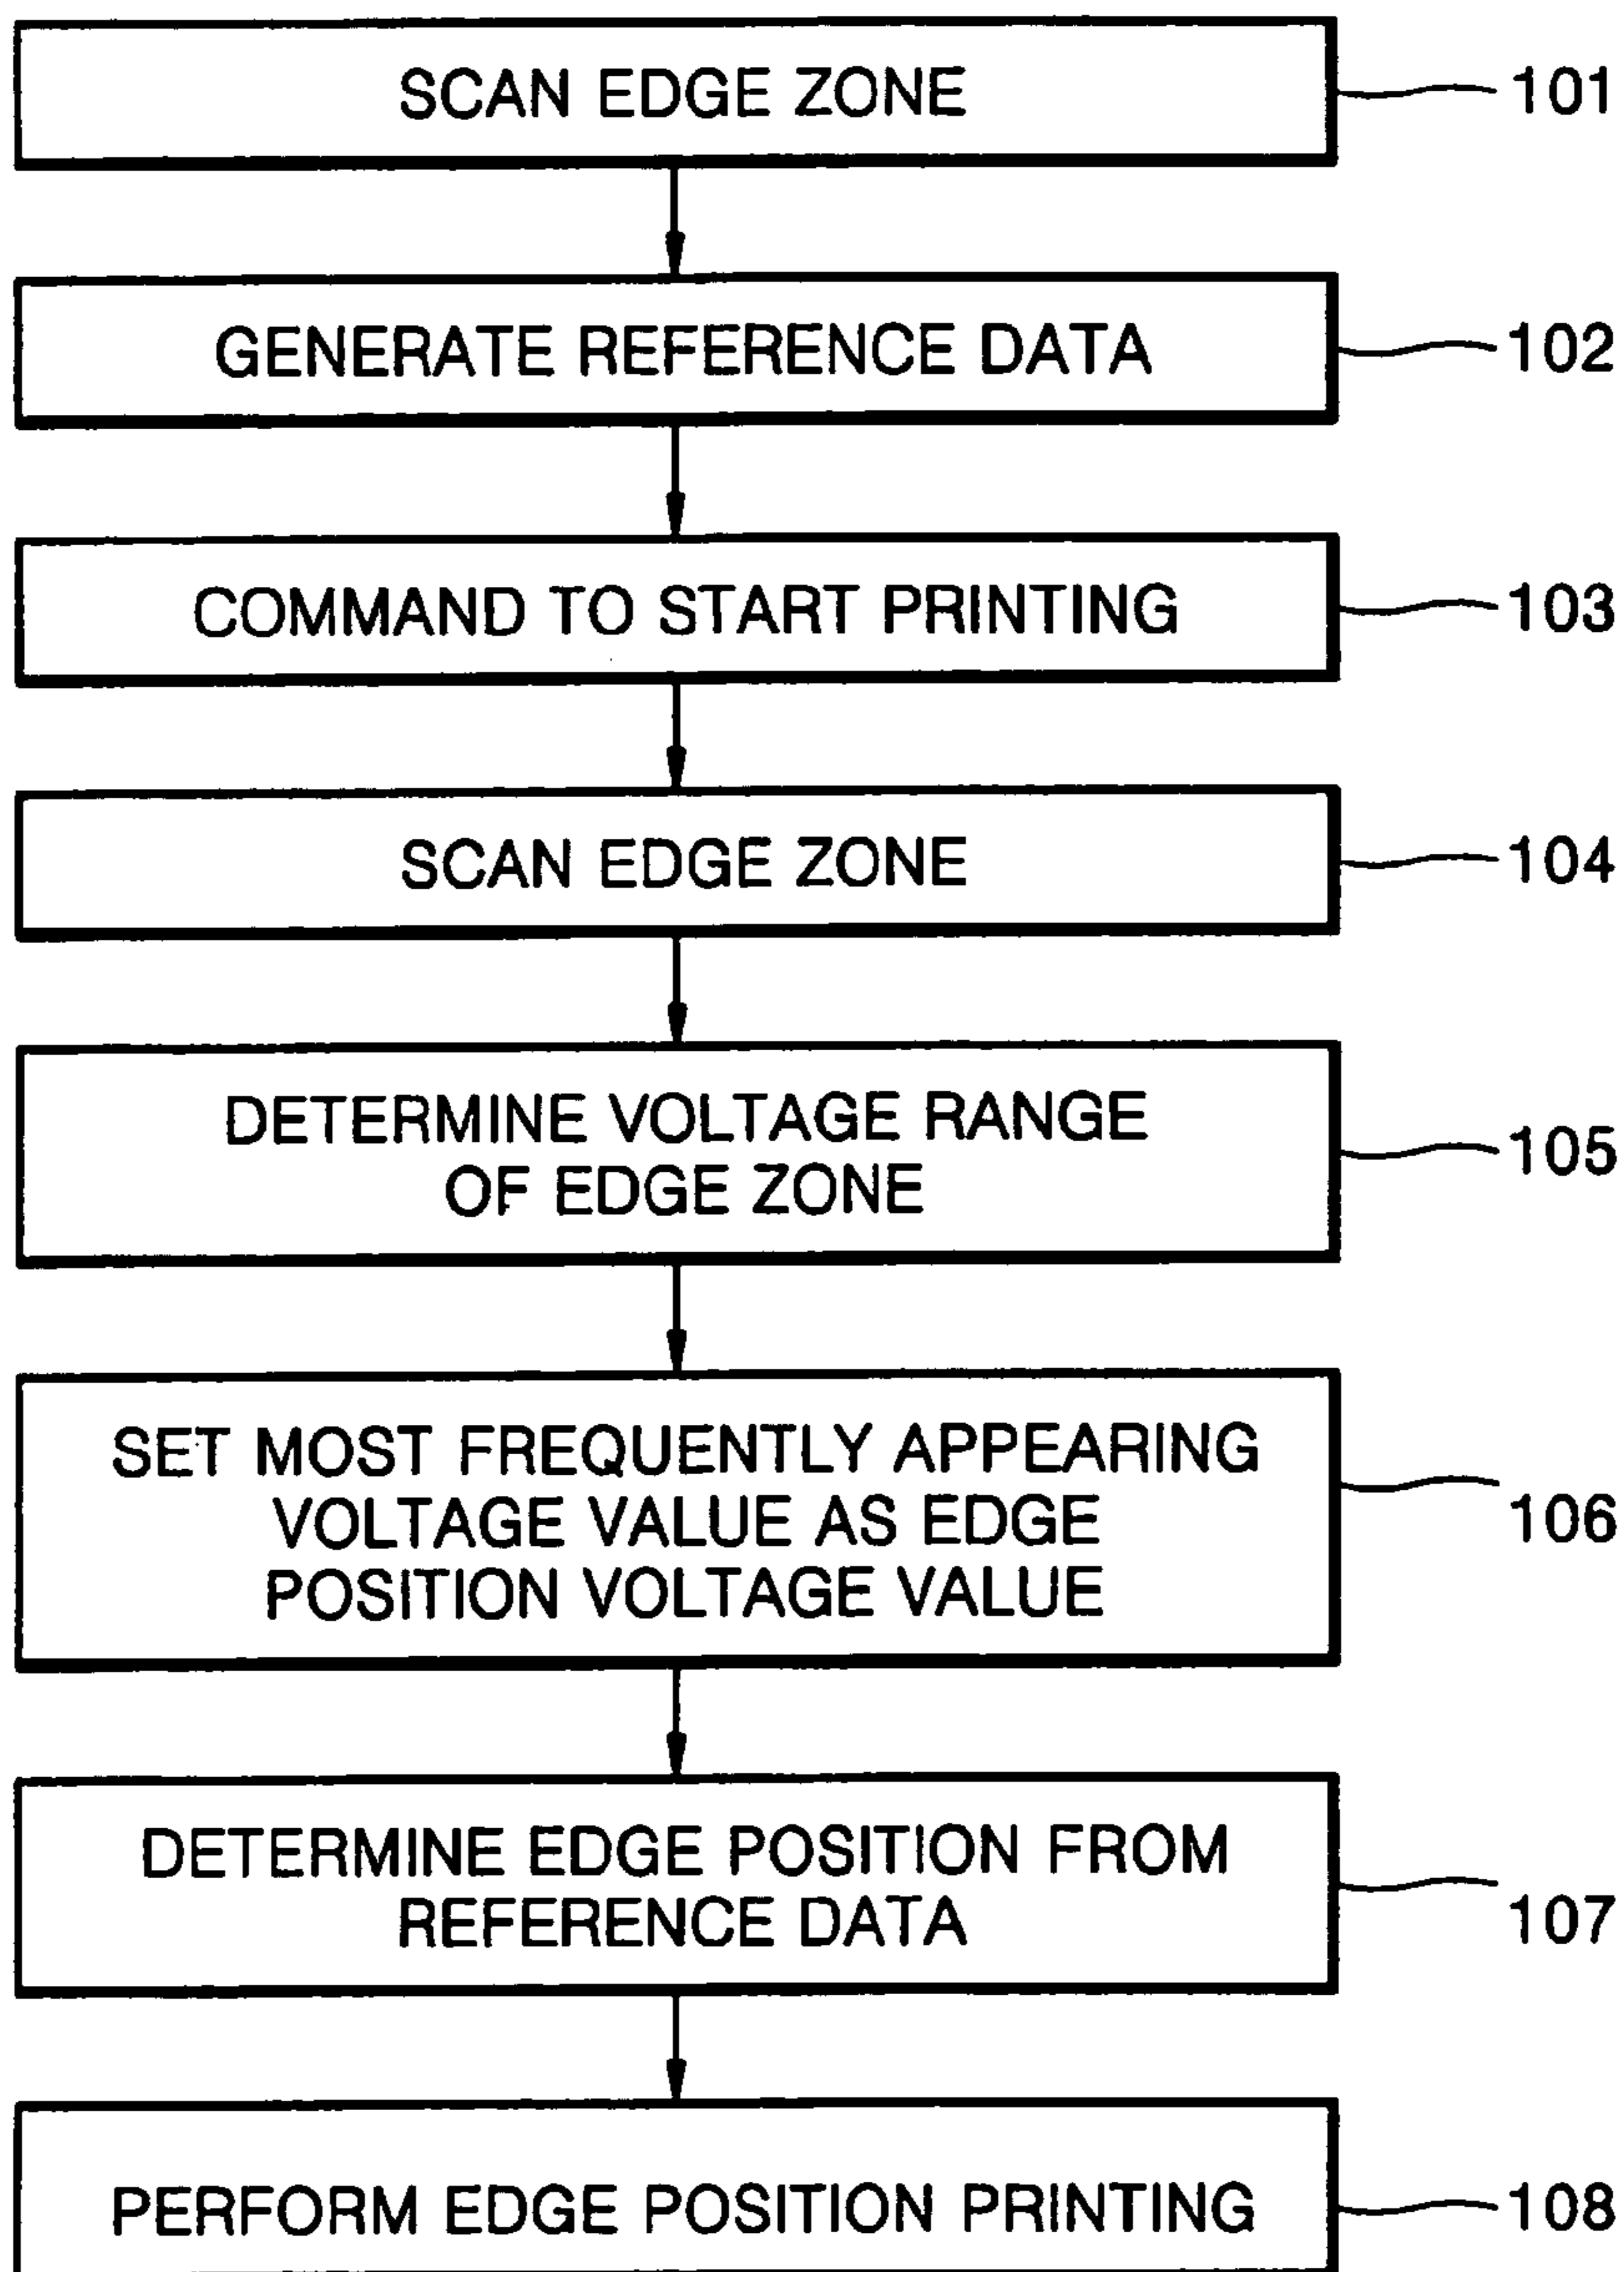 SCAN EDGE ZONE
101
GENERATE REFERENCE DATA
102
COMMAND TO START PRINTING
103
SCAN EDGE ZONE
104
DETERMINE VOLTAGE RANGE
OF EDGE ZONE
105
SET MOST FREQUENTLY APPEARING
VOLTAGE VALUE AS EDGE
POSITION VOLTAGE VALUE
106
DETERMINE EDGE POSITION FROM
REFERENCE DATA
107
PERFORM EDGE POSITION PRINTING
108